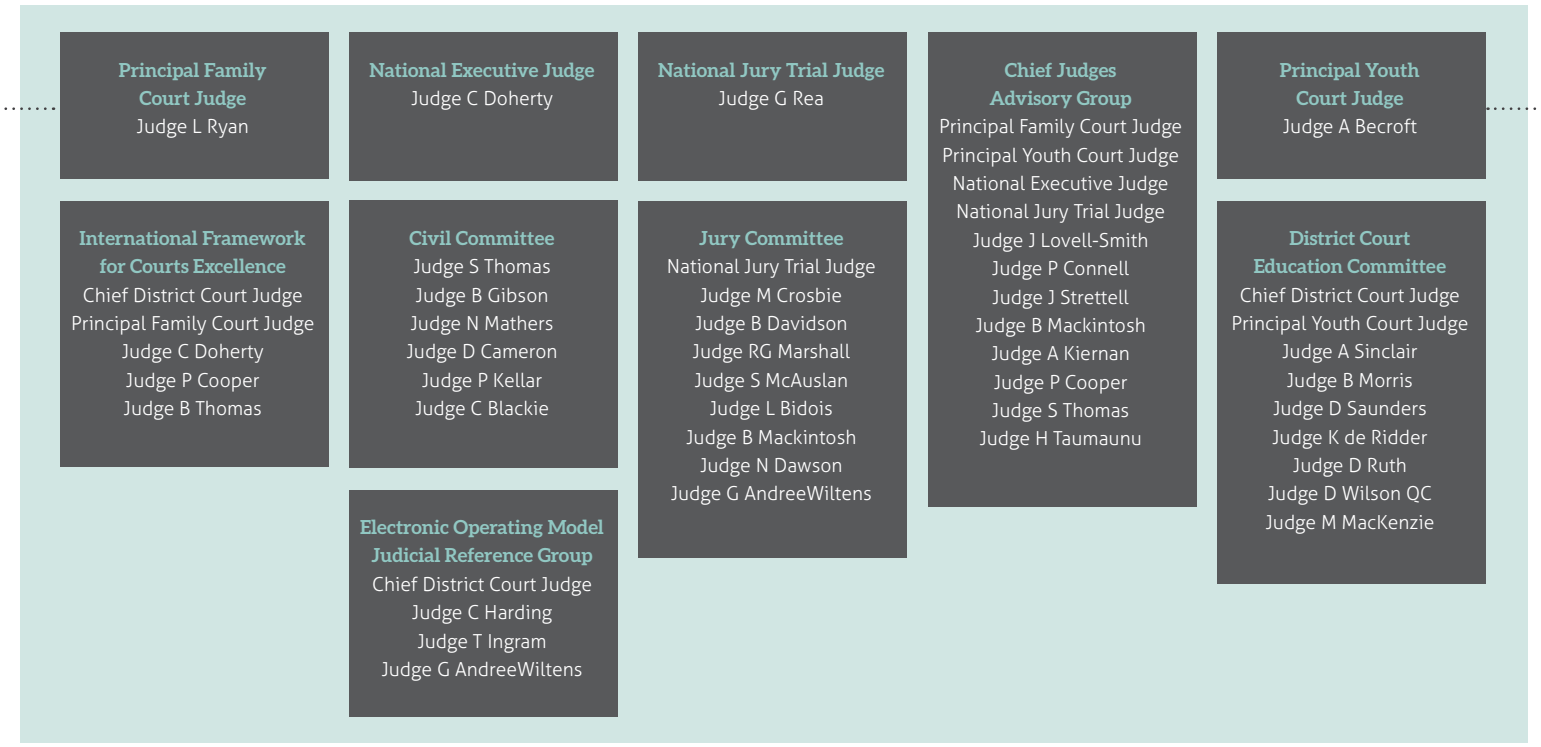 Principal Family
Court Judge
Judge L Ryan
National Executive Judge
Judge C Doherty
National Jury Trial Judge
Judge G Rea
Chief Judges
Advisory Group
Principal Family Court Judge
Principal Youth Court Judge
National Executive Judge
National Jury Trial Judge
Judge J Lovell-Smith
Judge P Connell
Judge J Strettell
Judge B Mackintosh
Judge A Kiernan
Judge P Cooper
Judge S Thomas
Judge H Taumaunu
Principal Youth
Court Judge
Judge A Becroft
International Framework
for Courts Excellence
Chief District Court Judge
Principal Family Court Judge
Judge C Doherty
Judge P Cooper
Judge B Thomas
Civil Committee
Judge S Thomas
Judge B Gibson
Judge N Mathers
Judge D Cameron
Judge P Kellar
Judge C Blackie
Jury Committee
National Jury Trial Judge
Judge M Crosbie
Judge B Davidson
Judge RG Marshall
Judge S McAuslan
Judge L Bidois
Judge B Mackintosh
Judge N Dawson
Judge G AndreeWiltens
District Court
Education Committee
Chief District Court Judge
Principal Youth Court Judge
Judge A Sinclair
Judge B Morris
Judge D Saunders
Judge K de Ridder
Judge D Ruth
Judge D Wilson QC
Judge M MacKenzie
Electronic Operating Model
Judicial Reference Group
Chief District Court Judge
Judge C Harding
Judge T Ingram
Judge G AndreeWiltens